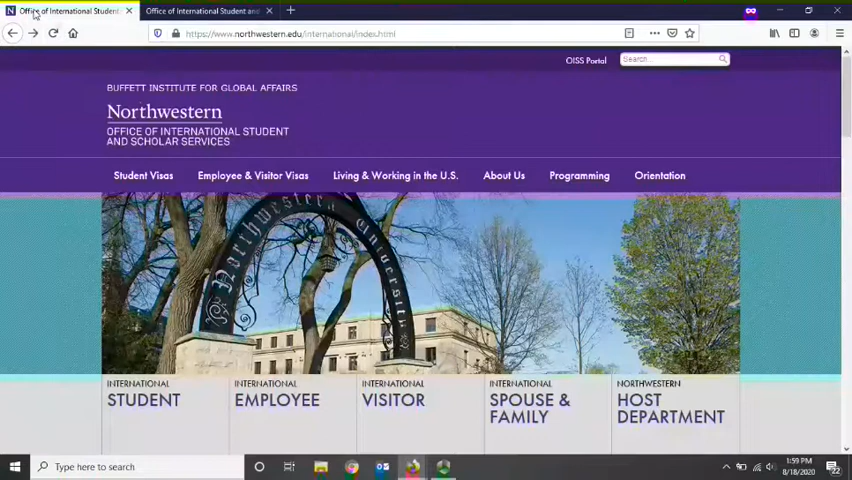 Office of International Student
Office of International Student and
https://www.northwestern.edu/international/index.html
OISS Portal
Search...
BUFFETT INSTITUTE FOR GLOBAL AFFAIRS
Northwestern
OFFICE OF INTERNATIONAL STUDENT
AND SCHOLAR SERVICES
Student Visas
Employee & Visitor Visas
Living & Working in the U.S.
About Us
Programming
Orientation
Northwestern University
INTERNATIONAL
STUDENT
INTERNATIONAL
EMPLOYEE
INTERNATIONAL
VISITOR
INTERNATIONAL
SPOUSE &
FAMILY
NORTHWESTERN
HOST
DEPARTMENT
Type here to search
1:59 PM
8/18/2020
22